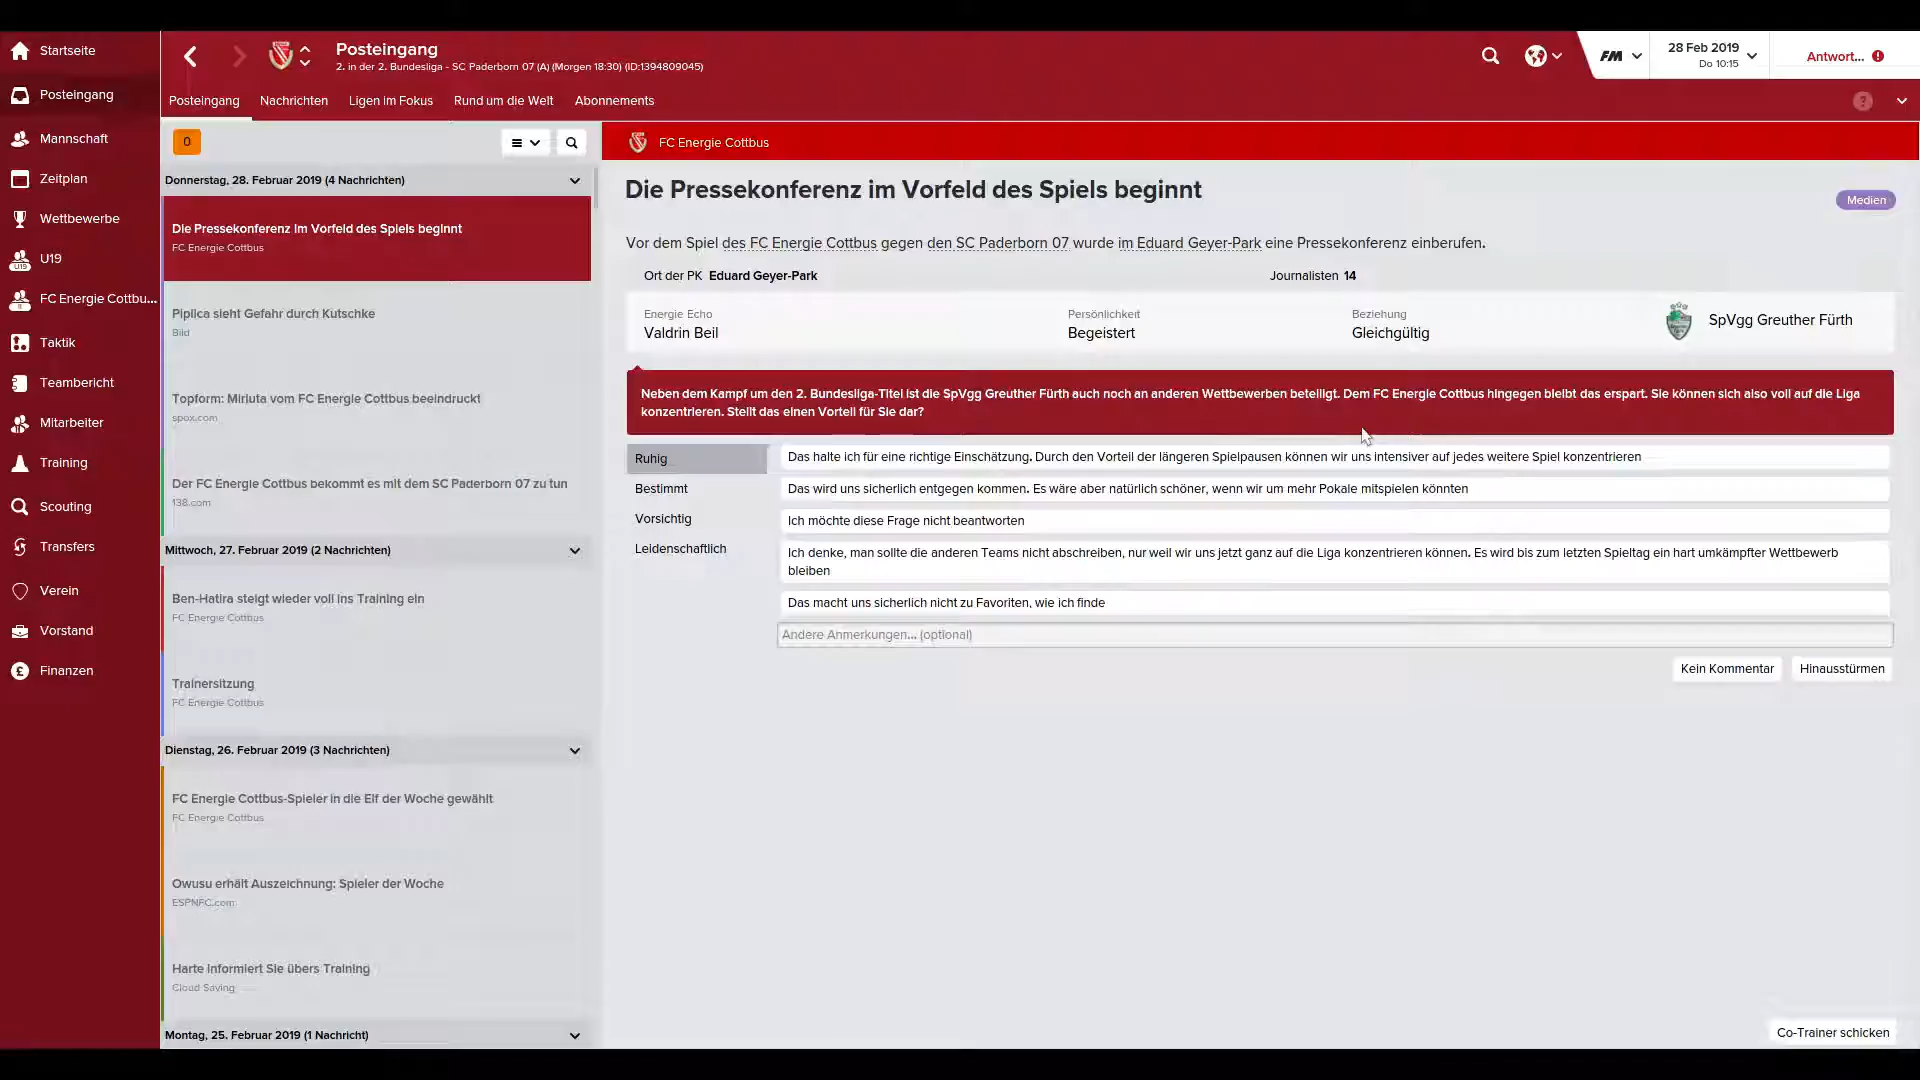 Startseite
Posteingang
Mannschaft
Zeitplan
Wettbewerbe
U19
FC Energie Cottbu...
Taktik
Teambericht
Mitarbeiter
Training
Scouting
Transfers
Verein
Vorstand
Finanzen
Posteingang
2. in der 2. Bundesliga - SC Paderborn 07 (A) (Morgen 18:30) (ID:1394809045)
FM
28 Feb 2019
Do 10:15
Antwort...
Posteingang Nachrichten Ligen im Fokus Rund um die Welt Abonnements
0
Donnerstag, 28. Februar 2019 (4 Nachrichten)
Die Pressekonferenz im Vorfeld des Spiels beginnt
FC Energie Cottbus
Piplica sieht Gefahr durch Kutschke
Bild
Topform: Miriuta vom FC Energie Cottbus beeindruckt
spox.com
Der FC Energie Cottbus bekommt es mit dem SC Paderborn 07 zu tun
138.com
Mittwoch, 27. Februar 2019 (2 Nachrichten)
Ben-Hatira steigt wieder voll ins Training ein
FC Energie Cottbus
Trainersitzung
FC Energie Cottbus
Dienstag, 26. Februar 2019 (3 Nachrichten)
FC Energie Cottbus-Spieler in die Elf der Woche gewählt
FC Energie Cottbus
Owusu erhält Auszeichnung: Spieler der Woche
ESPNFC.com
Harte informiert Sie übers Training
Cloud Saving
Montag, 25. Februar 2019 (1 Nachricht)
FC Energie Cottbus
Die Pressekonferenz im Vorfeld des Spiels beginnt
Medien
Vor dem Spiel des FC Energie Cottbus gegen den SC Paderborn 07 wurde im Eduard Geyer-Park eine Pressekonferenz einberufen.
Ort der PK Eduard Geyer-Park
Journalisten 14
Energie Echo
Valdrin Beil
Persönlichkeit
Begeistert
Beziehung
Gleichgültig
SpVgg Greuther Fürth
Neben dem Kampf um den 2. Bundesliga-Titel ist die SpVgg Greuther Fürth auch noch an anderen Wettbewerben beteiligt. Dem FC Energie Cottbus hingegen bleibt das erspart. Sie können sich also voll auf die Liga
konzentrieren. Stellt das einen Vorteil für Sie dar?
Ruhig
Bestimmt
Vorsichtig
Leidenschaftlich
Das halte ich für eine richtige Einschätzung. Durch den Vorteil der längeren Spielpausen können wir uns intensiver auf jedes weitere Spiel konzentrieren
Das wird uns sicherlich entgegen kommen. Es wäre aber natürlich schöner, wenn wir um mehr Pokale mitspielen könnten
Ich möchte diese Frage nicht beantworten
Ich denke, man sollte die anderen Teams nicht abschreiben, nur weil wir uns jetzt ganz auf die Liga konzentrieren können. Es wird bis zum letzten Spieltag ein hart umkämpfter Wettbewerb
bleiben
Das macht uns sicherlich nicht zu Favoriten, wie ich finde
Andere Anmerkungen... (optional)
Kein Kommentar
Hinausstürmen
Co-Trainer schicken